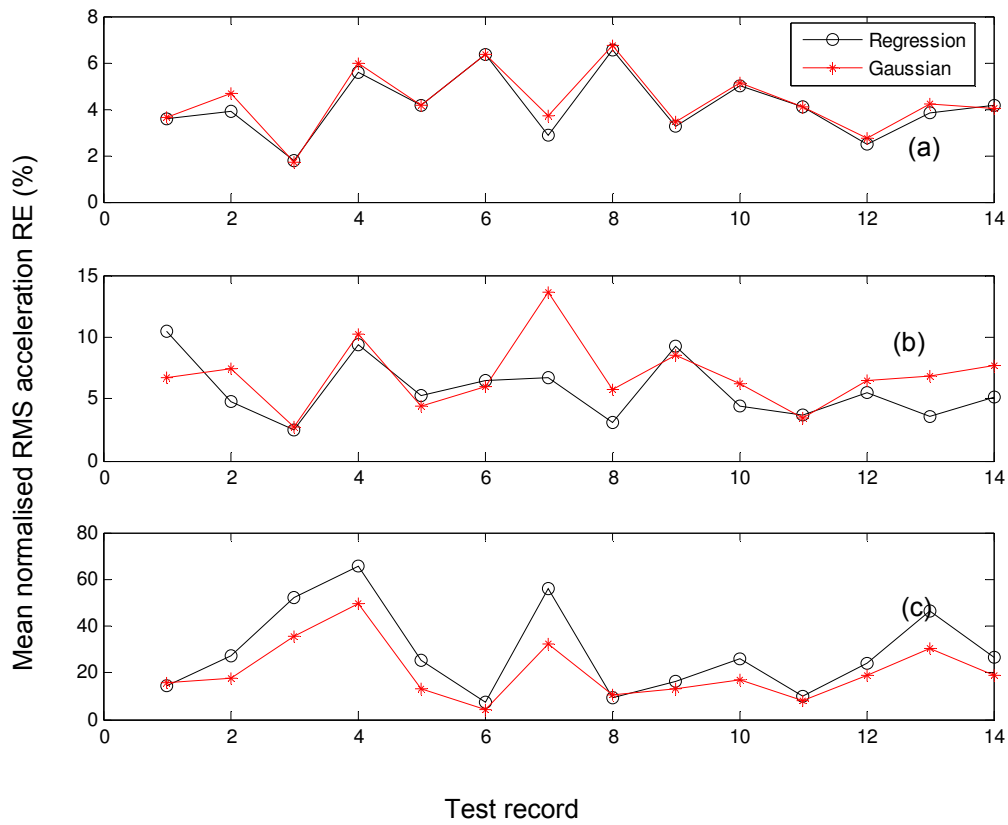 Mean normalised RMS acceleration RE (%)
8
6
4
2
0
0 2 4 6 8 10 12 14
Regression
Gaussian
(a)
15
10
5
0
0 2 4 6 8 10 12 14
(b)
80
60
40
20
0
0 2 4 6 8 10 12 14
(c)
Test record